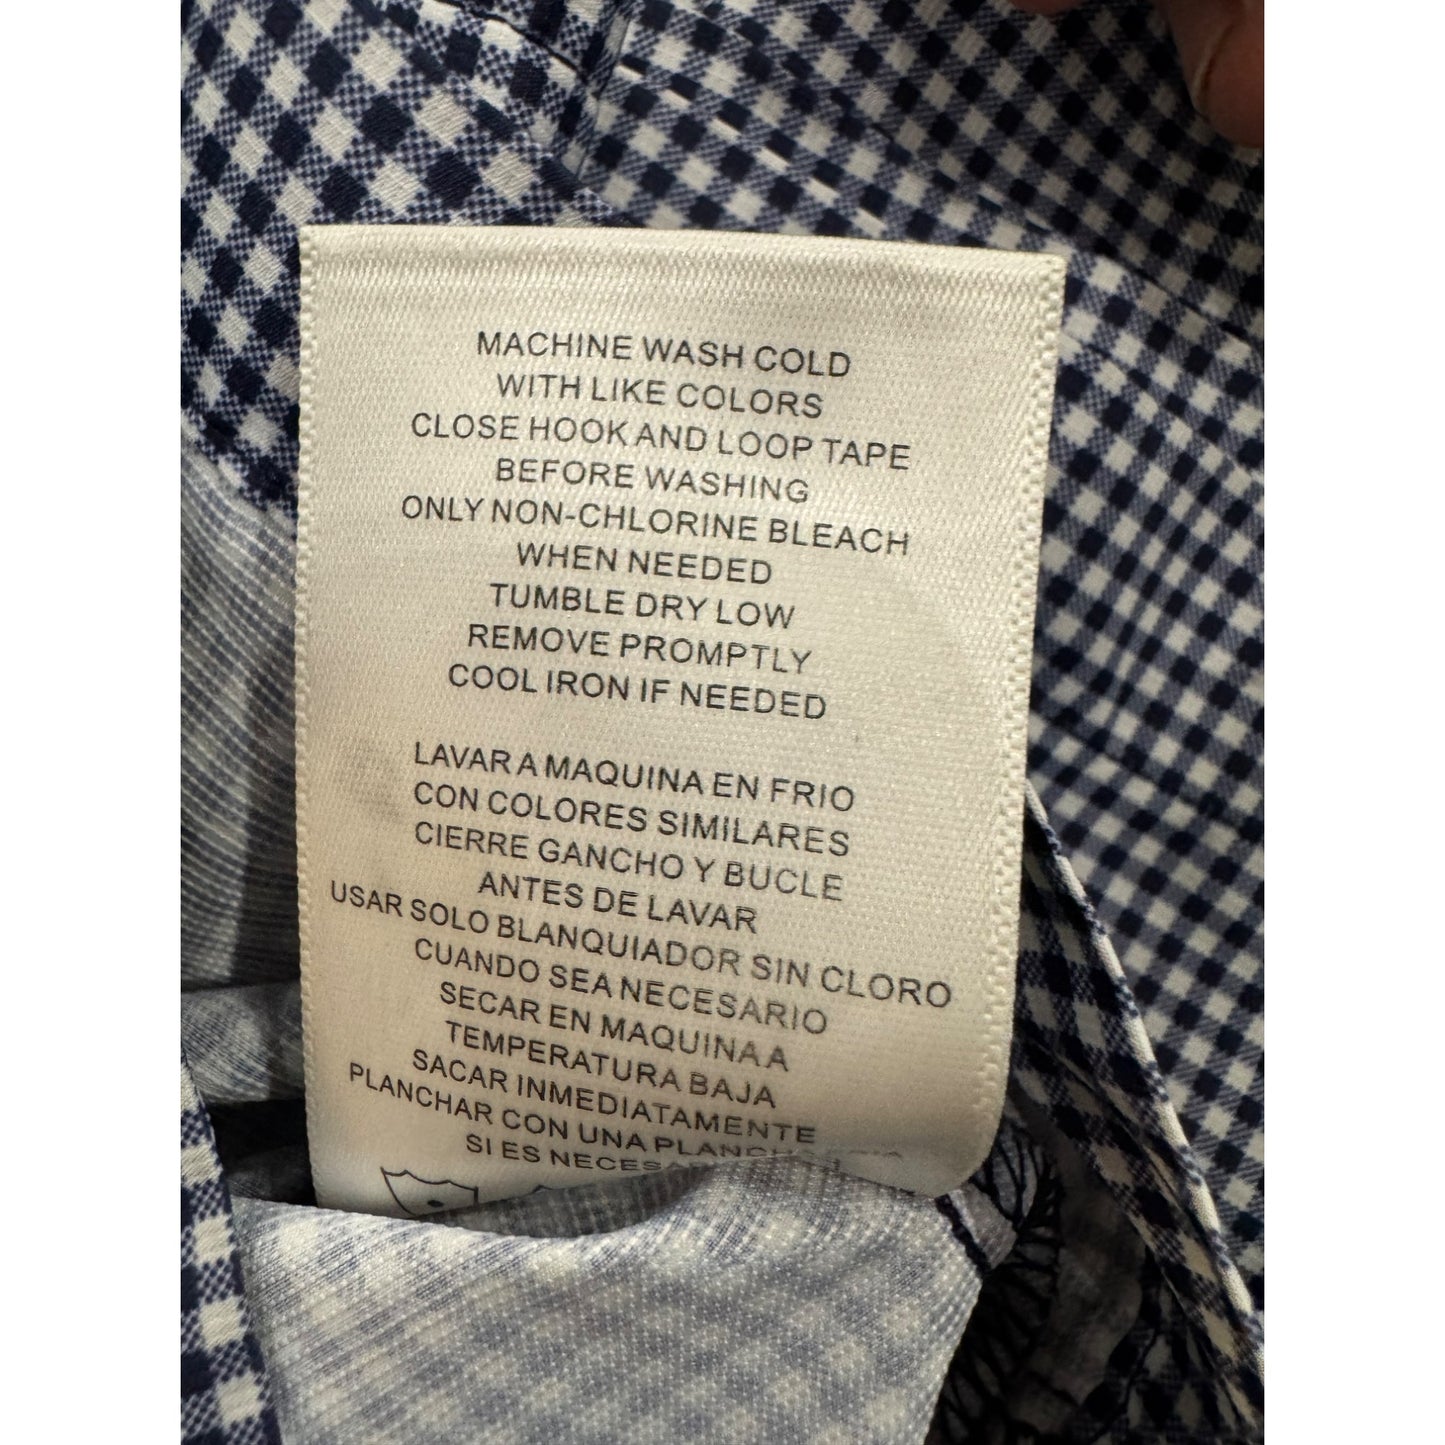 MACHINE WASH COLD
WITH LIKE COLORS
CLOSE HOOK AND LOOP TAPE
BEFORE WASHING
ONLY NON-CHLORINE BLEACH
WHEN NEEDED
TUMBLE DRY LOW
REMOVE PROMPTLY
COOL IRON IF NEEDED
LAVAR A MAQUINA EN FRIO
CON COLORES SIMILARES
CIERRE GANCHO Y BUCLE
ANTES DE LAVAR
USAR SOLO BLANQUIADOR SIN CLORO
CUANDO SEA NECESARIO
SECAR EN MAQUINA A
TEMPERATURA BAJA
SACAR INMEDIATAMENTE
PLANCHAR CON UNA
SI ES